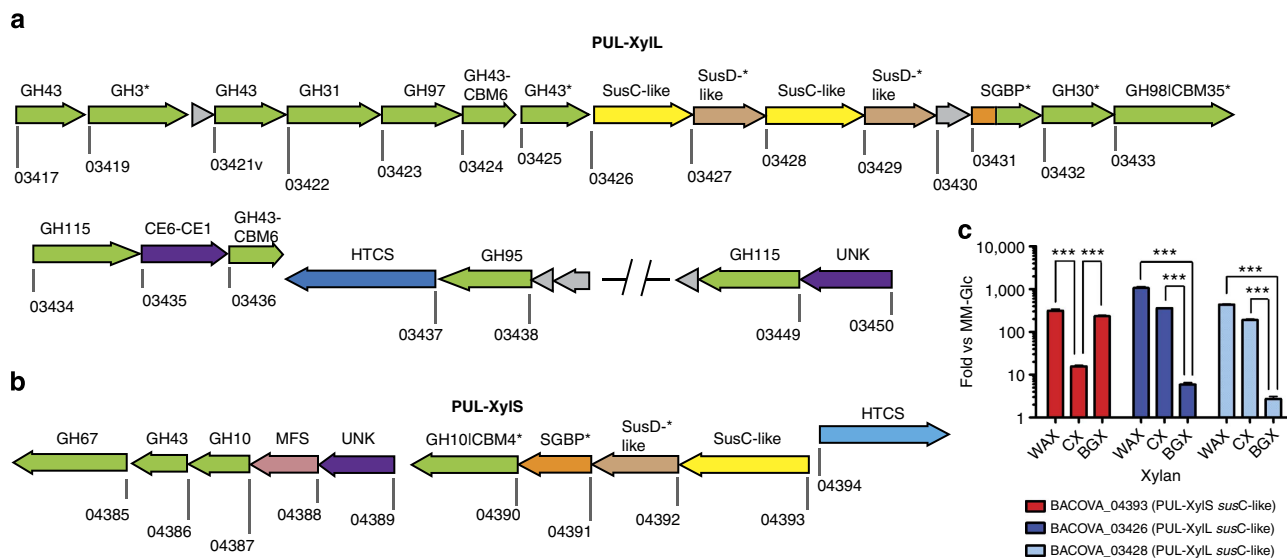 a
PUL-XylL
GH43 GH3* GH43 GH31 GH97 GH43-CBM6 GH43* SusC-like SusD-*like SusC-like SusD-*like SGBP* GH30* GH98|CBM35*
03417 03419 03421v 03422 03423 03424 03425 03426 03427 03428 03429 03430 03431 03432 03433
GH115 CE6-CE1 GH43-CBM6 HTCS GH95 GH115 UNK
03434 03435 03436 03437 03438 03449 03450
b
PUL-XylS
GH67 GH43 GH10 MFS UNK GH10|CBM4* SGBP* SusD-*like SusC-like HTCS
04385 04386 04387 04388 04389 04390 04391 04392 04393 04394
c
Fold vs MM-Glc
10,000
1,000
100
10
1
*** *** *** *** *** ***
WAX CX BGX WAX CX BGX WAX CX BGX
Xylan
BACOVA_04393 (PUL-XylS susC-like)
BACOVA_03426 (PUL-XylL susC-like)
BACOVA_03428 (PUL-XylL susC-like)